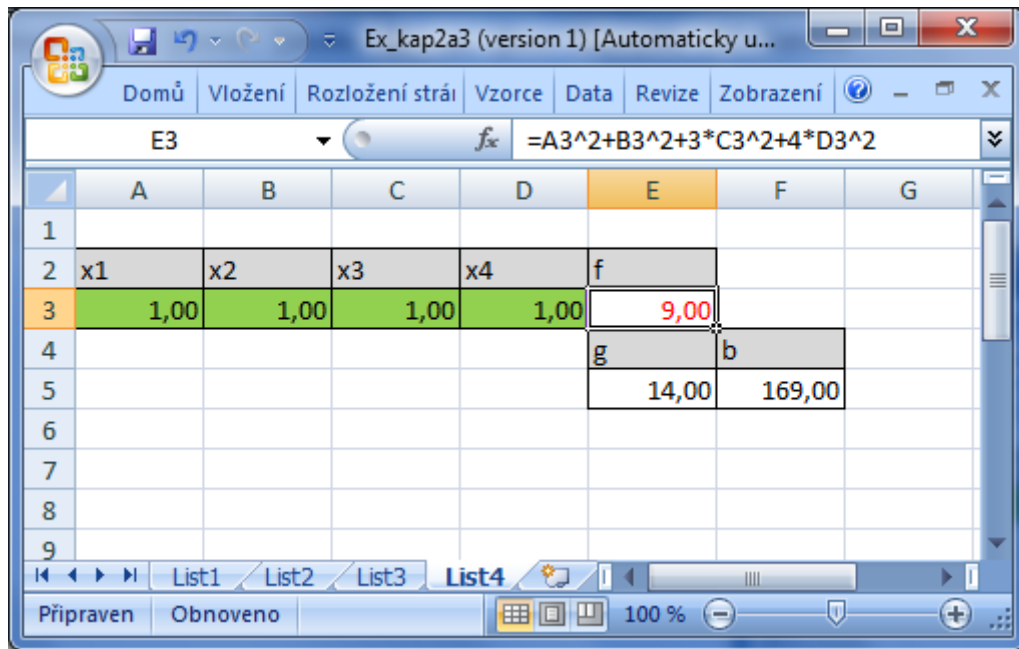 Ex_kap2a3 (version 1) [Automaticky u...
Domů Vložení Rozložení strá Vzorce Data Revize Zobrazení
E3 fx =A3^2+B3^2+3*C3^2+4*D3^2
A B C D E F G
1
2 x1 x2 x3 x4 f
3 1,00 1,00 1,00 1,00 9,00
4 g b
5 14,00 169,00
6
7
8
9
List1 List2 List3 List4
Připraven Obnoveno 100 %